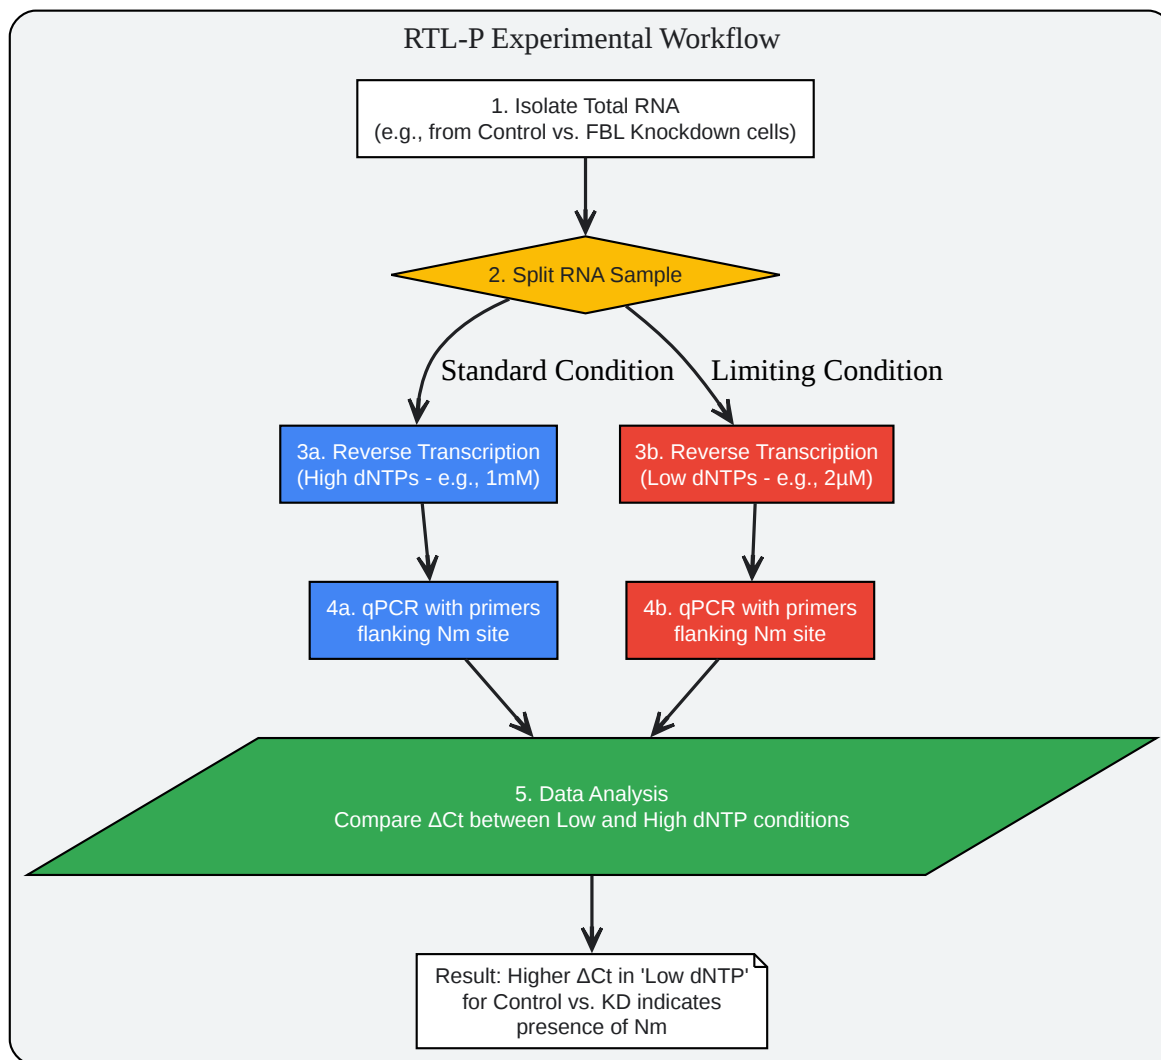 RTL-P Experimental Workflow
1. Isolate Total RNA
(e.g., from Control vs. FBL Knockdown cells)
2. Split RNA Sample
Standard Condition
Limiting Condition
3a. Reverse Transcription
(High dNTPs - e.g., 1mM)
3b. Reverse Transcription
(Low dNTPs - e.g., 2µM)
4a. qPCR with primers
flanking Nm site
4b. qPCR with primers
flanking Nm site
5. Data Analysis
Compare ΔCt between Low and High dNTP conditions
Result: Higher ΔCt in 'Low dNTP'
for Control vs. KD indicates
presence of Nm